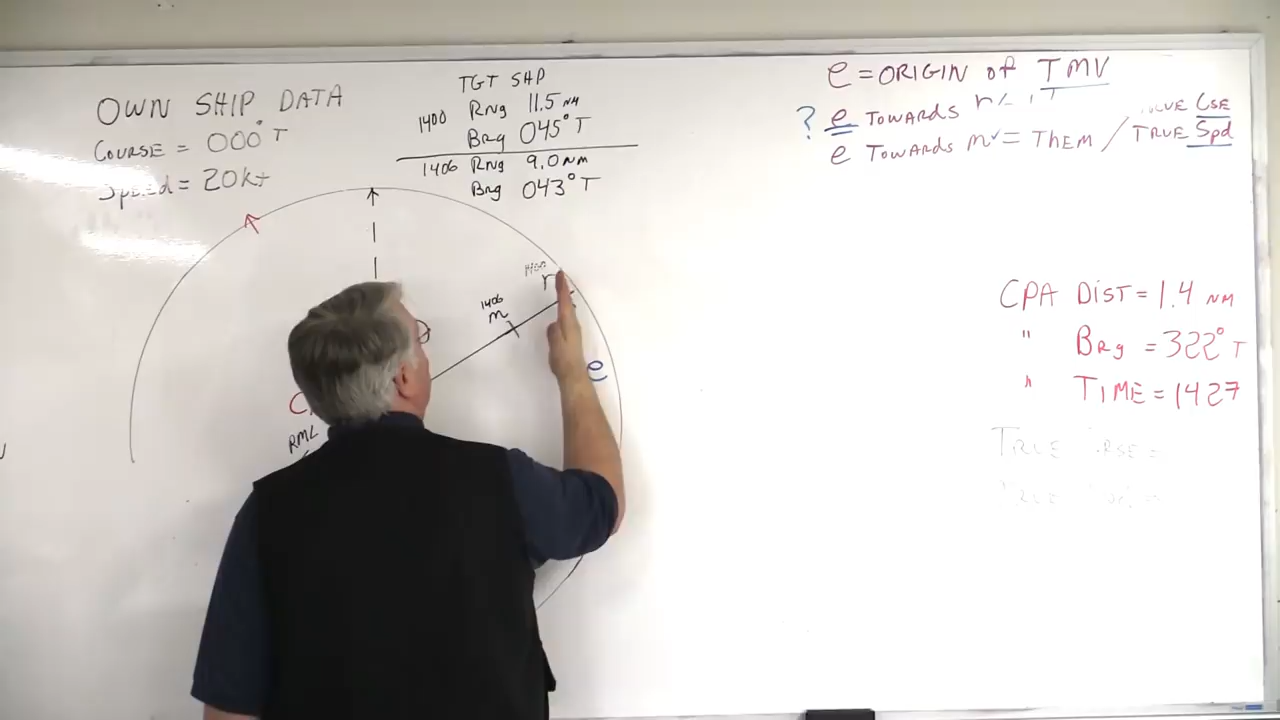 OWN SHIP DATA
COURSE = 000° T
Speed = 20kt
TGT SHP
1400 Rng 11.5 NM
Brg 045° T
1406 Rng 9.0 NM
Brg 043° T
e = ORIGIN of TMV
? e TOWARDS
TRUE CSE
e TOWARDS m = THEM / TRUE Spd
1400
r
1406
m
e
C
RML
CPA DIST = 1.4 NM
" Brg = 322° T
" TIME = 1427
TRUE